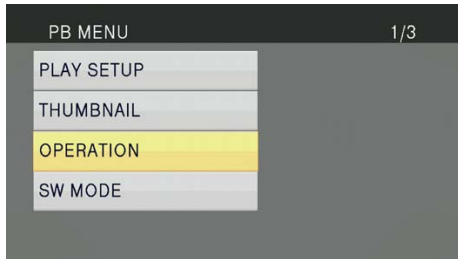 PB MENU 1/3
PLAY SETUP
THUMBNAIL
OPERATION
SW MODE